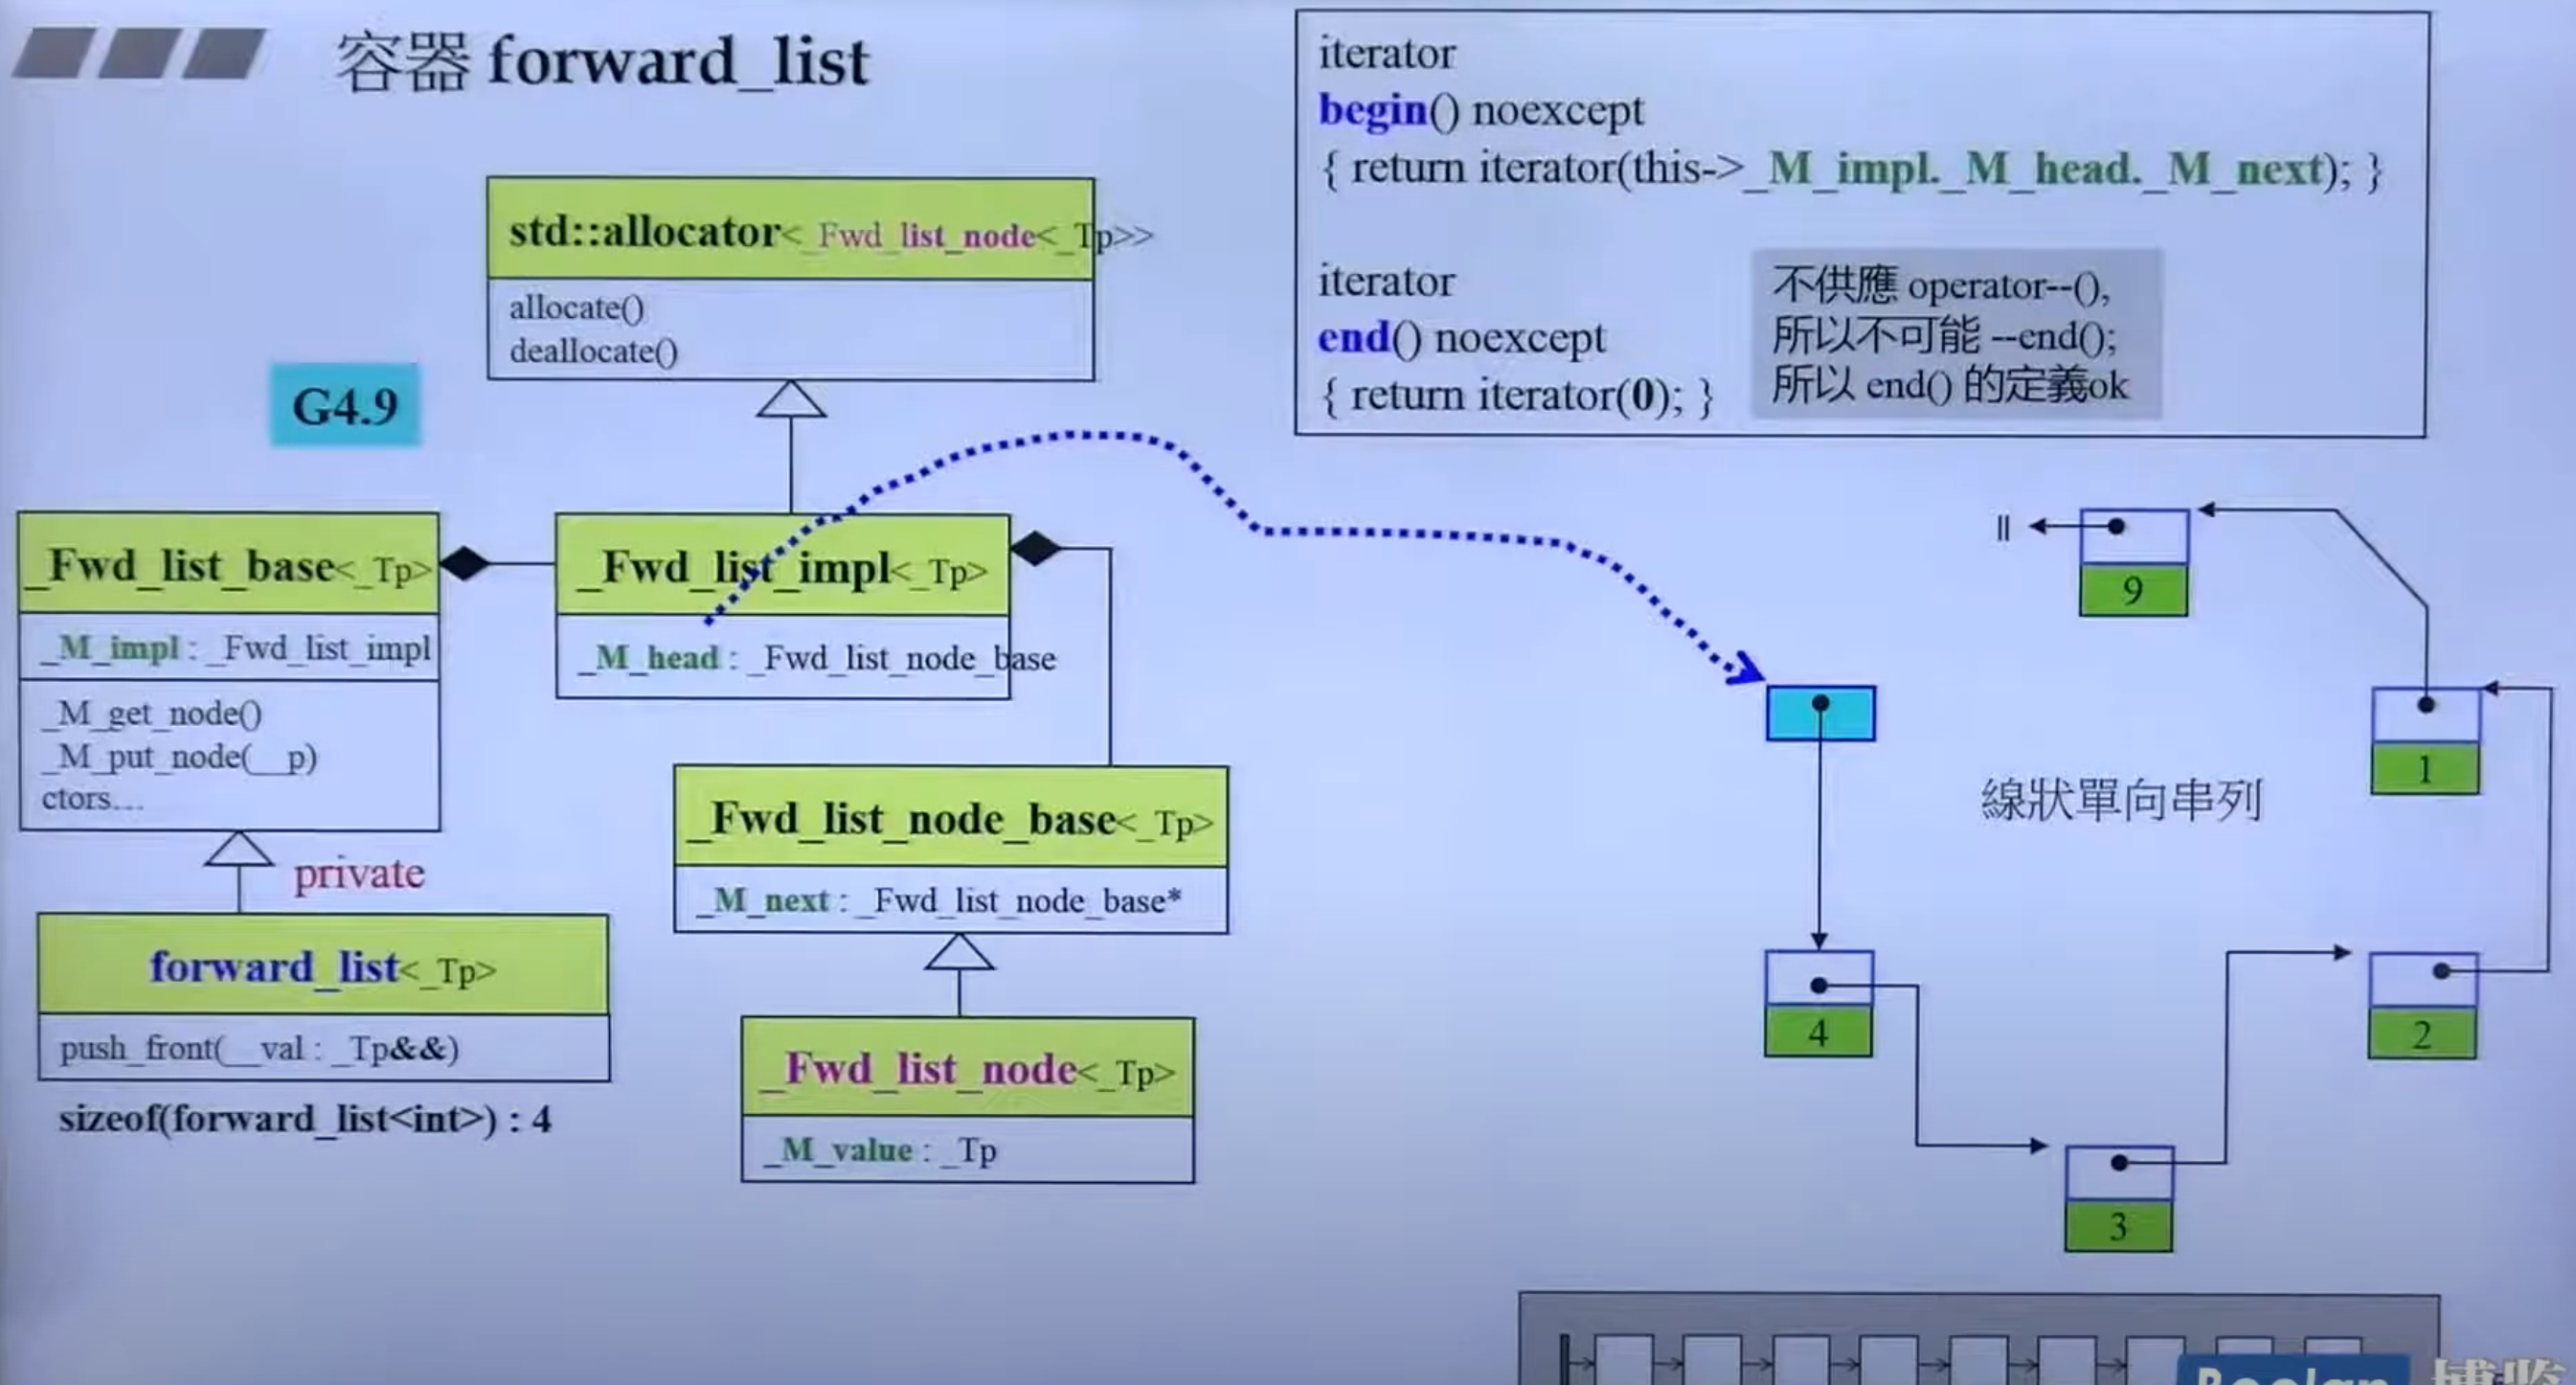 容器 forward_list
iterator
begin() noexcept
{ return iterator(this->_M_impl._M_head._M_next); }
iterator
end() noexcept
{ return iterator(0); }
不供應 operator--(),
所以不可能 --end();
所以 end() 的定義ok
std::allocator<_Fwd_list_node<_Tp>>
allocate()
deallocate()
G4.9
_Fwd_list_base<_Tp>
_M_impl : _Fwd_list_impl
_M_get_node()
_M_put_node(__p)
ctors...
_Fwd_list_impl<_Tp>
_M_head : _Fwd_list_node_base
_Fwd_list_node_base<_Tp>
_M_next : _Fwd_list_node_base*
private
forward_list<_Tp>
push_front(__val : _Tp&&)
sizeof(forward_list<int>) : 4
_Fwd_list_node<_Tp>
_M_value : _Tp
9
1
線狀單向串列
4
2
3
Boolan 博览